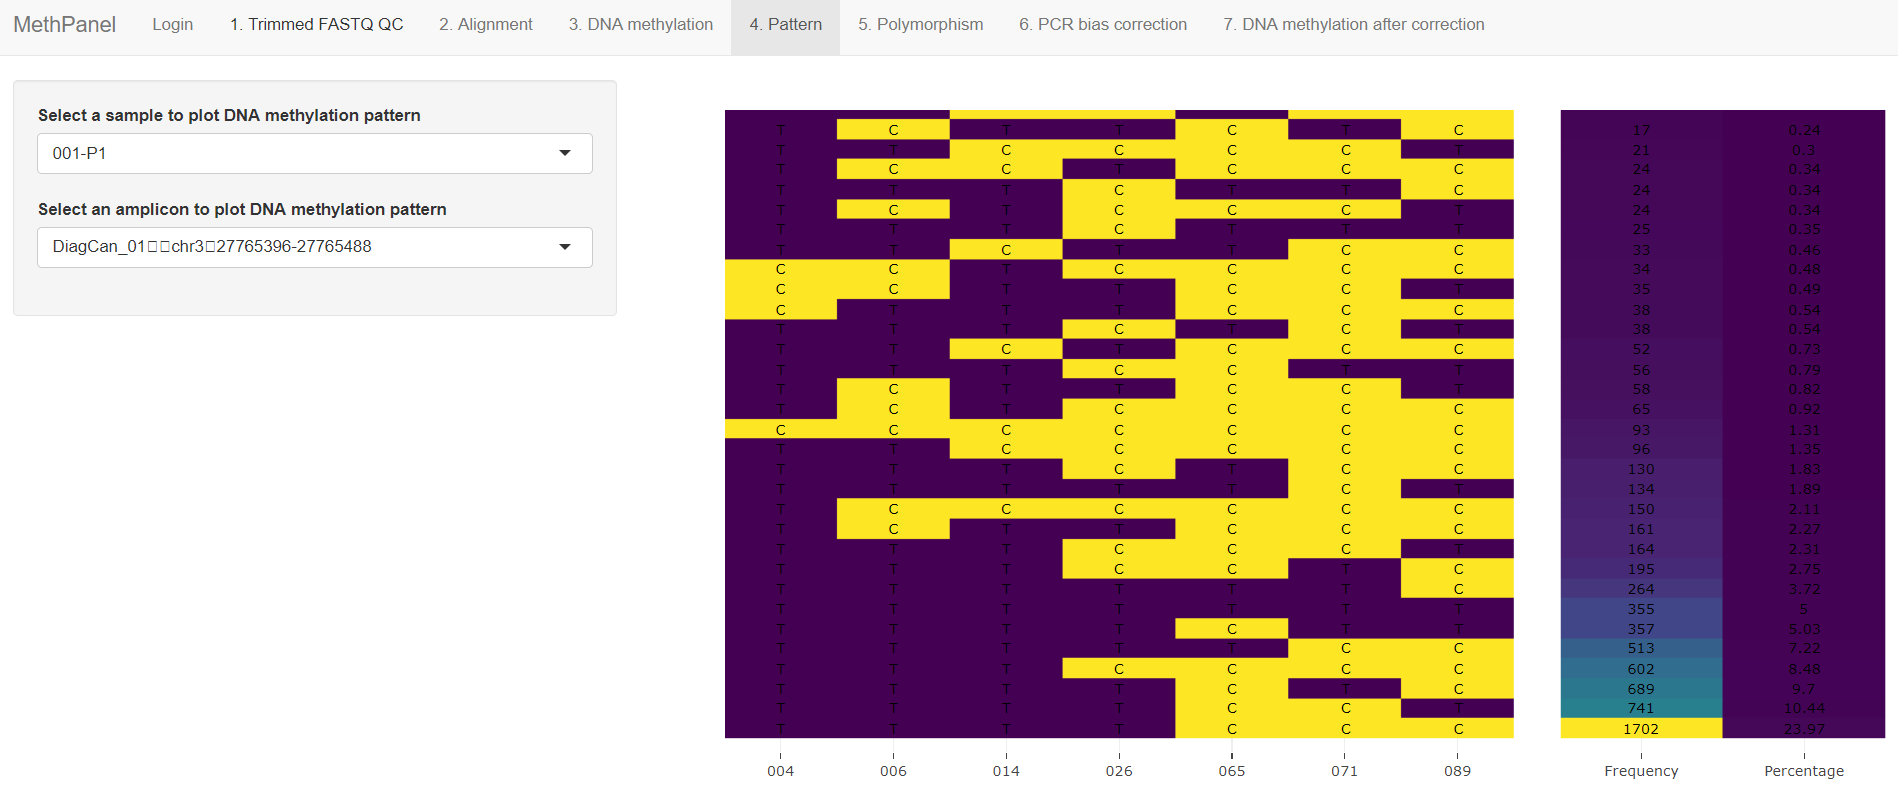 MethPanel Login 1. Trimmed FASTQ QC 2. Alignment 3. DNA methylation 4. Pattern 5. Polymorphism 6. PCR bias correction 7. DNA methylation after correction
Select a sample to plot DNA methylation pattern
001-P1
Select an amplicon to plot DNA methylation pattern
DiagCan_01□□chr3□27765396-27765488
T C T T C T C 17 0.24
T T C C C C T 21 0.3
T C C T C C C 24 0.34
T T T C T T C 24 0.34
T C T C C C T 24 0.34
T T T C T T T 25 0.35
T T C T T C C 33 0.46
C C T C C C C 34 0.48
C C T T C C T 35 0.49
C T T T C C C 38 0.54
T T T C T C T 38 0.54
T T C T C C C 52 0.73
T T T C C T T 56 0.79
T C T T C C T 58 0.82
T C T C C C C 65 0.92
C C C C C C C 93 1.31
T T C C C C C 96 1.35
T T T C T C C 130 1.83
T T T T T C T 134 1.89
T C C C C C C 150 2.11
T C T T C C C 161 2.27
T T T C C C T 164 2.31
T T T C C T C 195 2.75
T T T T T T C 264 3.72
T T T T T T T 355 5
T T T T C T T 357 5.03
T T T T T C C 513 7.22
T T T C C C C 602 8.48
T T T T C T C 689 9.7
T T T T C C T 741 10.44
T T T T C C C 1702 23.97
004 006 014 026 065 071 089 Frequency Percentage